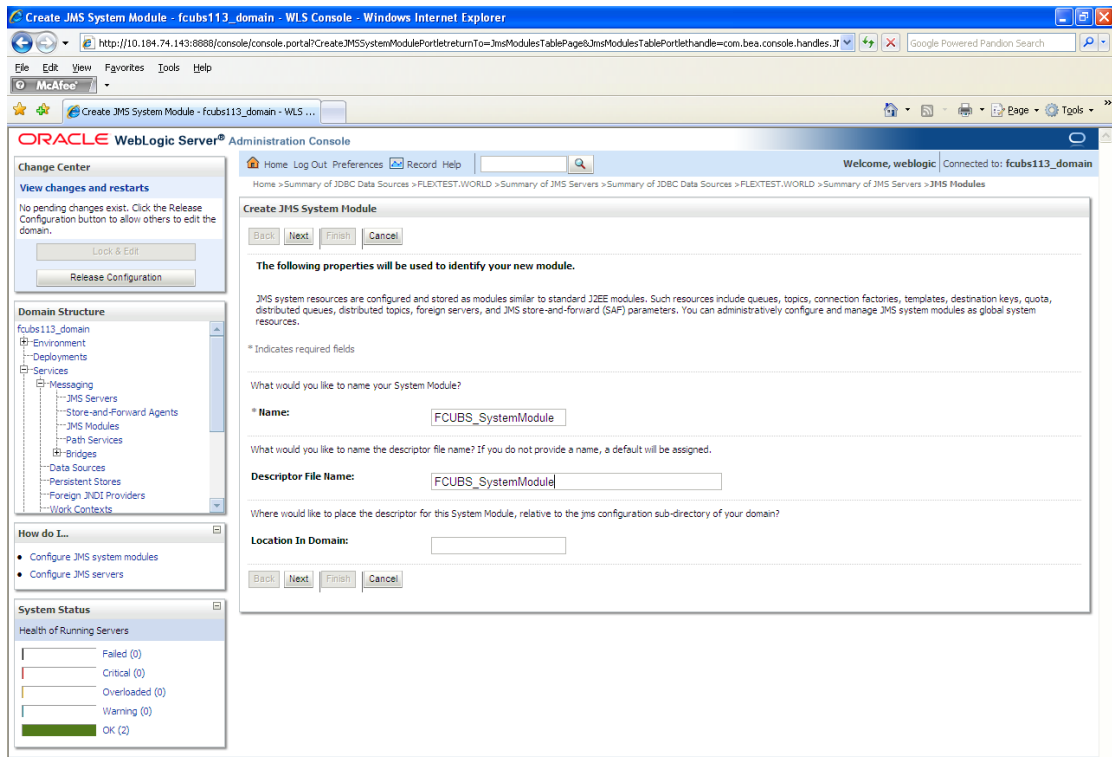 Create JMS System Module - fcubs113_domain - WLS Console - Windows Internet Explorer
http://10.184.74.143:8888/console/console.portal?CreateJMSSystemModulePortletreturnTo=JmsModulesTablePage&JmsModulesTablePortlethandle=com.bea.console.handles.Jf
Google Powered Pandion Search
File Edit View Favorites Tools Help
McAfee
Create JMS System Module - fcubs113_domain - WLS ...
Page Tools
ORACLE WebLogic Server® Administration Console
Change Center
View changes and restarts
No pending changes exist. Click the Release
Configuration button to allow others to edit the
domain.
Lock & Edit
Release Configuration
Domain Structure
fcubs113_domain
Environment
Deployments
Services
Messaging
JMS Servers
Store-and-Forward Agents
JMS Modules
Path Services
Bridges
Data Sources
Persistent Stores
Foreign JNDI Providers
Work Contexts
How do I...
Configure JMS system modules
Configure JMS servers
System Status
Health of Running Servers
Failed (0)
Critical (0)
Overloaded (0)
Warning (0)
OK (2)
Home Log Out Preferences Record Help
Welcome, weblogic Connected to: fcubs113_domain
Home >Summary of JDBC Data Sources >FLEXTEST.WORLD >Summary of JMS Servers >Summary of JDBC Data Sources >FLEXTEST.WORLD >Summary of JMS Servers >JMS Modules
Create JMS System Module
Back Next Finish Cancel
The following properties will be used to identify your new module.
JMS system resources are configured and stored as modules similar to standard J2EE modules. Such resources include queues, topics, connection factories, templates, destination keys, quota,
distributed queues, distributed topics, foreign servers, and JMS store-and-forward (SAF) parameters. You can administratively configure and manage JMS system modules as global system
resources.
* Indicates required fields
What would you like to name your System Module?
* Name: FCUBS_SystemModule
What would you like to name the descriptor file name? If you do not provide a name, a default will be assigned.
Descriptor File Name: FCUBS_SystemModule
Where would like to place the descriptor for this System Module, relative to the jms configuration sub-directory of your domain?
Location In Domain:
Back Next Finish Cancel